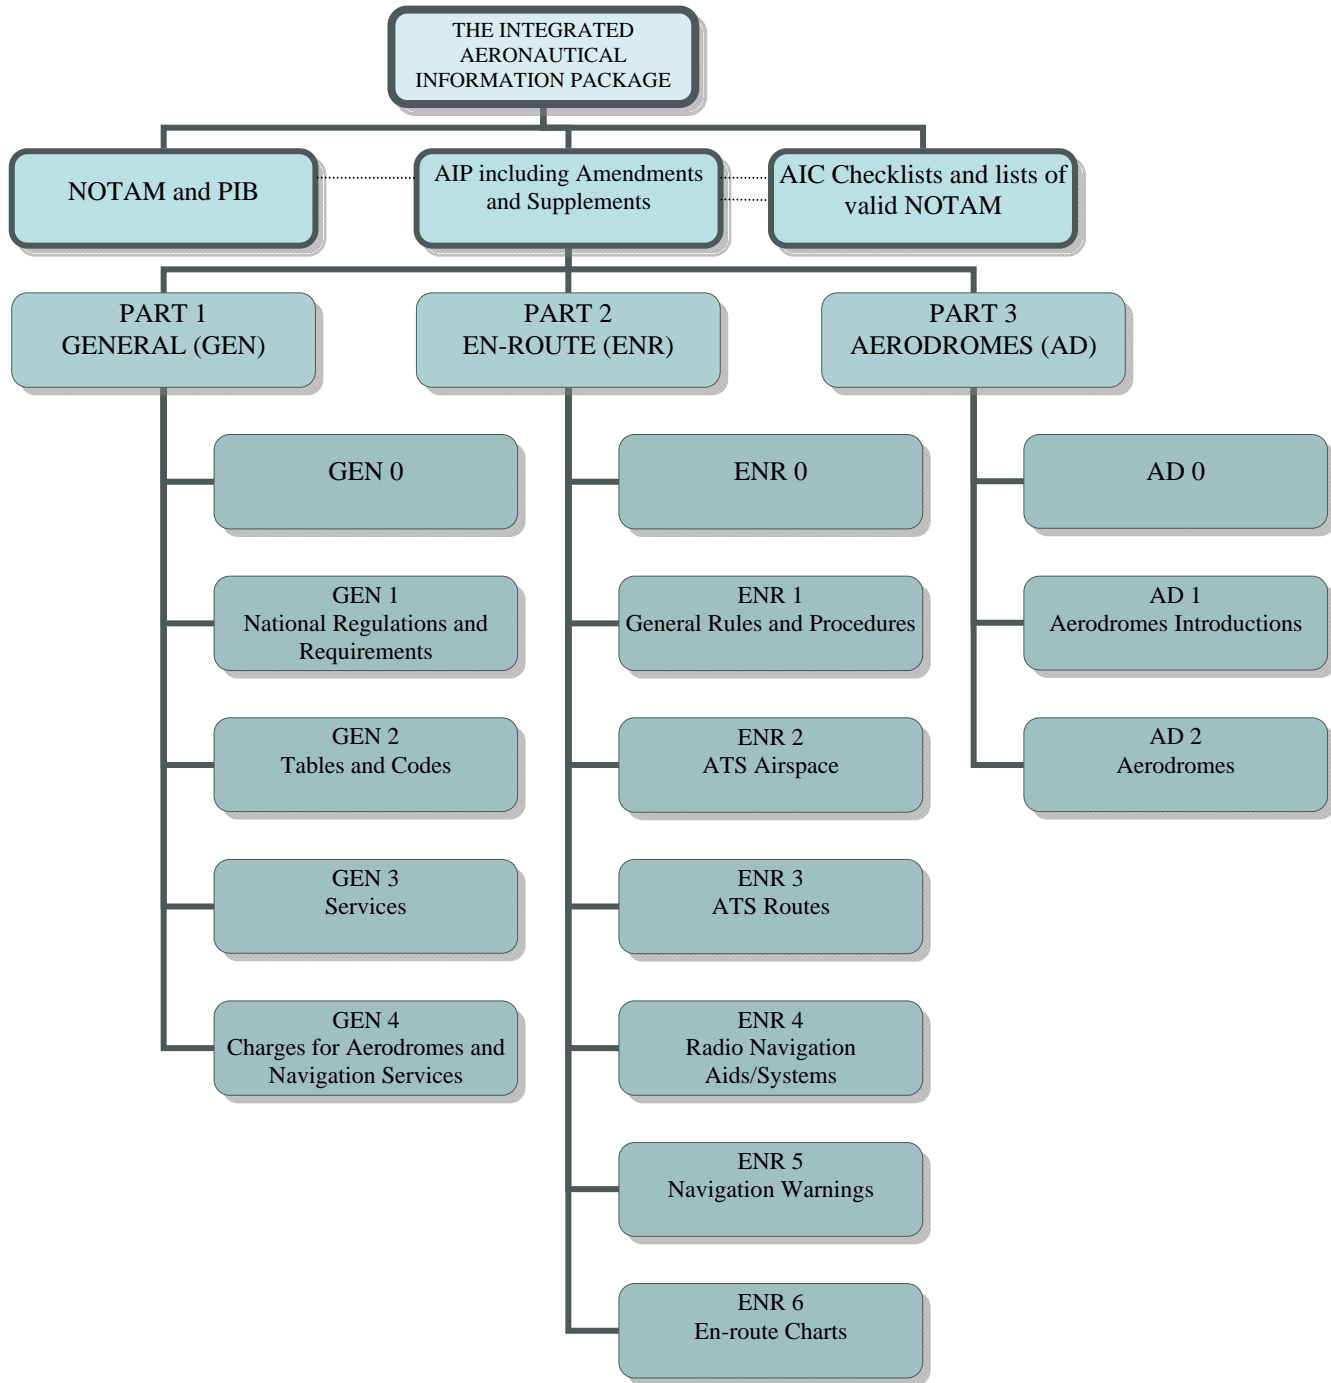 THE INTEGRATED
AERONAUTICAL
INFORMATION PACKAGE
NOTAM and PIB
AIP including Amendments
and Supplements
AIC Checklists and lists of
valid NOTAM
PART 1
GENERAL (GEN)
PART 2
EN-ROUTE (ENR)
PART 3
AERODROMES (AD)
GEN 0
ENR 0
AD 0
GEN 1
National Regulations and
Requirements
ENR 1
General Rules and Procedures
AD 1
Aerodromes Introductions
GEN 2
Tables and Codes
ENR 2
ATS Airspace
AD 2
Aerodromes
GEN 3
Services
ENR 3
ATS Routes
GEN 4
Charges for Aerodromes and
Navigation Services
ENR 4
Radio Navigation
Aids/Systems
ENR 5
Navigation Warnings
ENR 6
En-route Charts